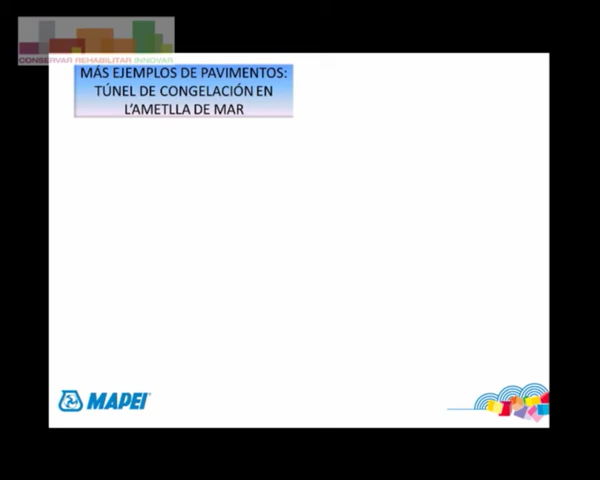 CONSERVAR REHABILITAR INNOVAR
MÁS EJEMPLOS DE PAVIMENTOS:
TÚNEL DE CONGELACIÓN EN
L'AMETLLA DE MAR
MAPEI